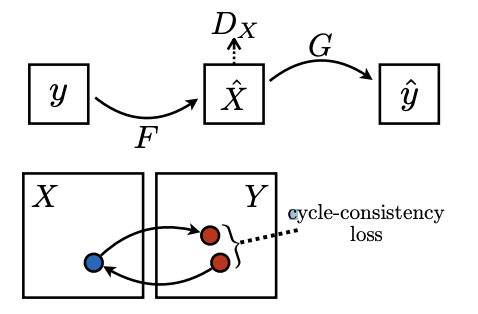 D_X
G
y
X̂
ŷ
F
X
Y
cycle-consistency
loss